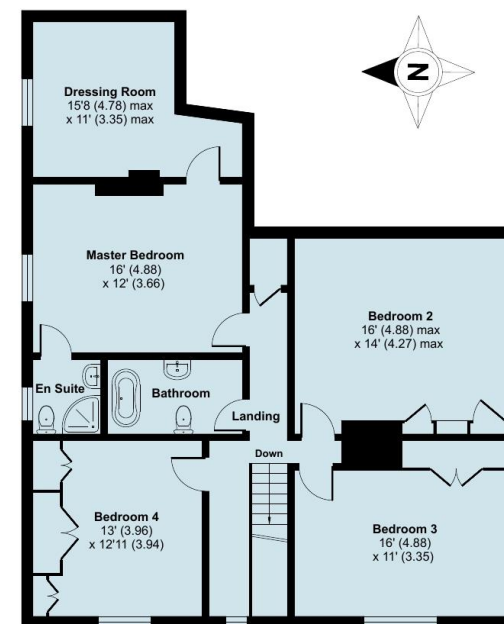 Dressing Room
15'8 (4.78) max
x 11' (3.35) max
N
Master Bedroom
16' (4.88)
x 12' (3.66)
Bedroom 2
16' (4.88) max
x 14' (4.27) max
En Suite
Bathroom
Landing
Down
Bedroom 4
13' (3.96)
x 12'11 (3.94)
Bedroom 3
16' (4.88)
x 11' (3.35)